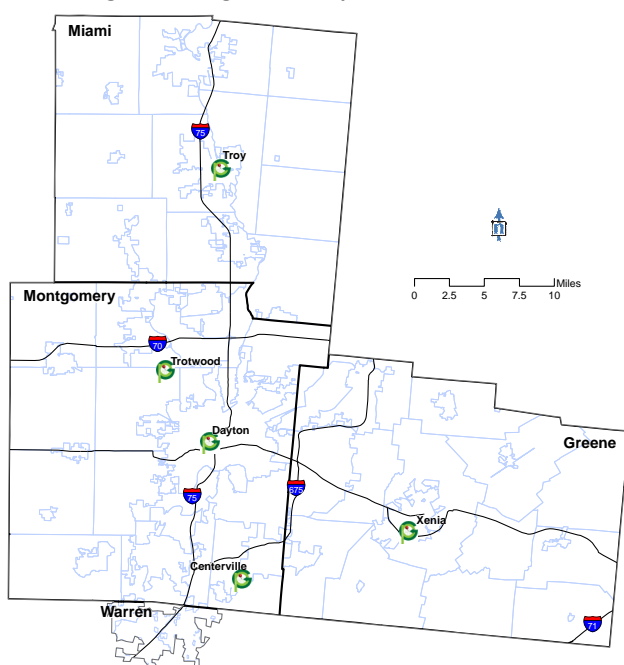 Miami
75
Troy
n
Miles
0 2.5 5 7.5 10
Montgomery
70
Trotwood
Dayton
Greene
75
675
Xenia
Centerville
Warren
71